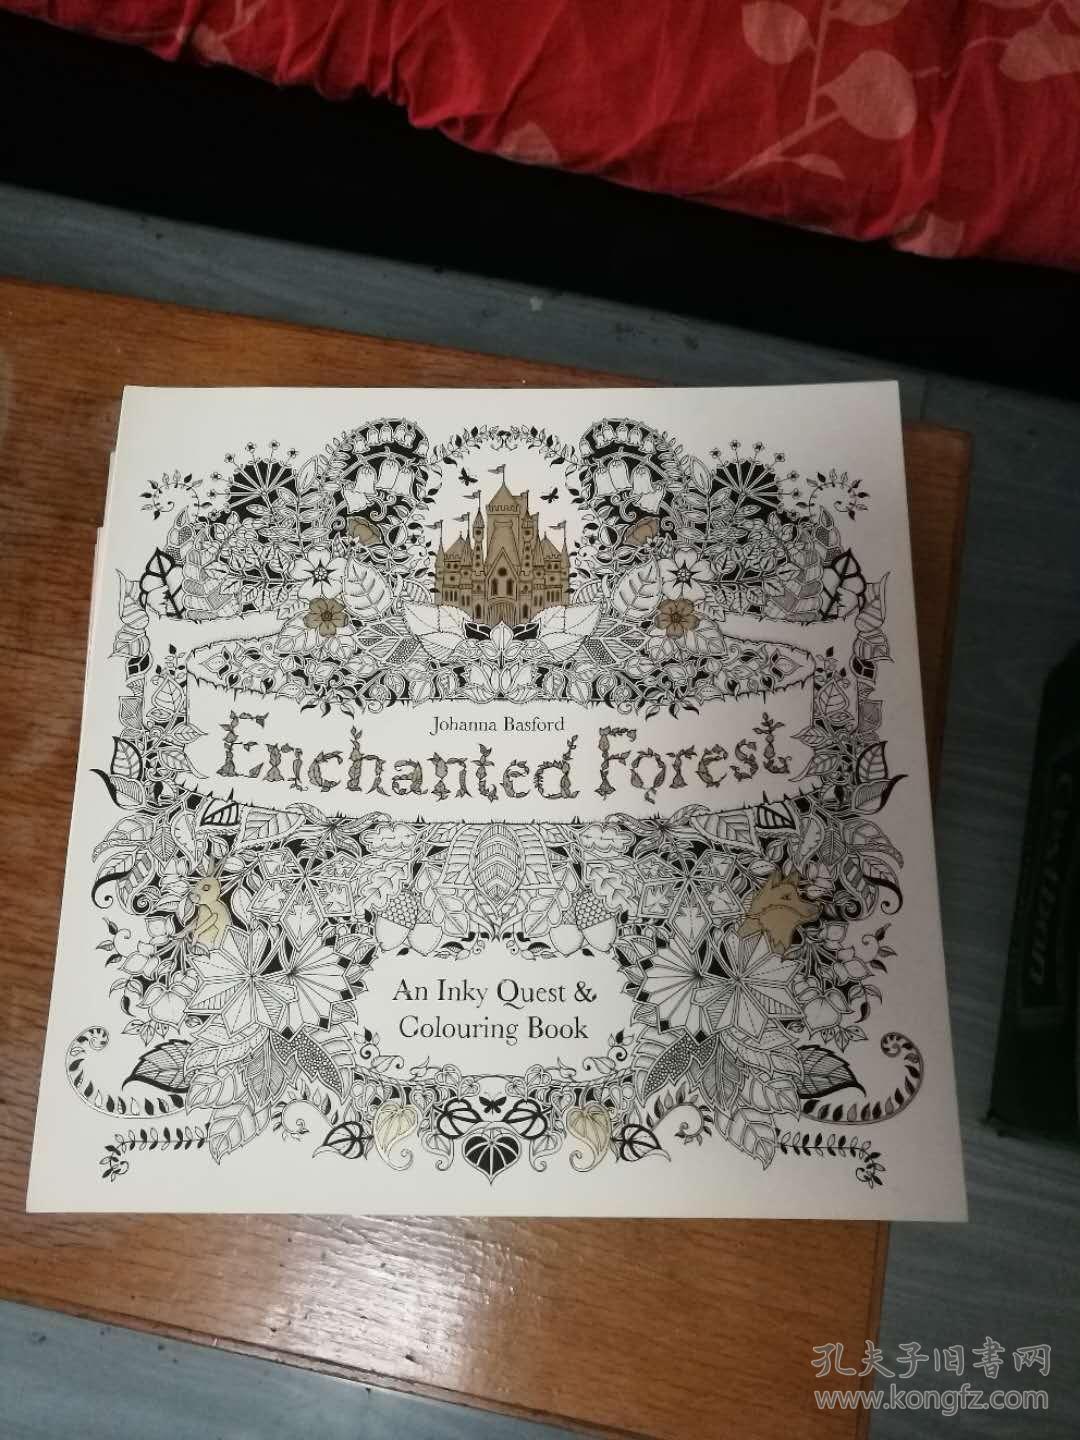 Johanna Basford
Enchanted Forest
An Inky Quest &
Colouring Book
孔夫子旧书网
www.kongfz.com